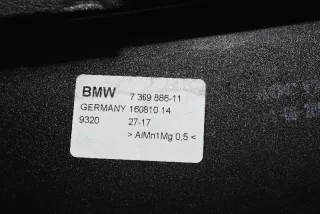 BMW 7 369 886-11
GERMANY 160810 14
9320 27-17
> AlMn1Mg 0,5 <